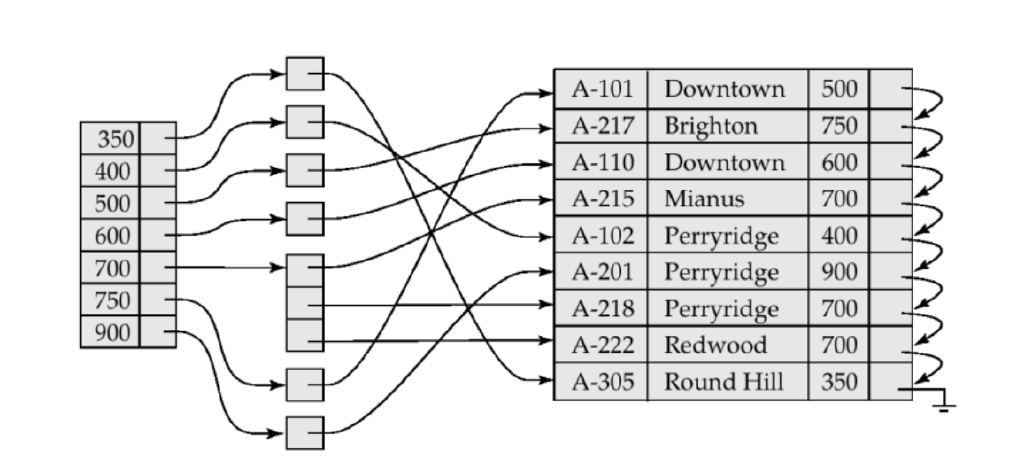 350
400
500
600
700
750
900
A-101 Downtown 500
A-217 Brighton 750
A-110 Downtown 600
A-215 Mianus 700
A-102 Perryridge 400
A-201 Perryridge 900
A-218 Perryridge 700
A-222 Redwood 700
A-305 Round Hill 350